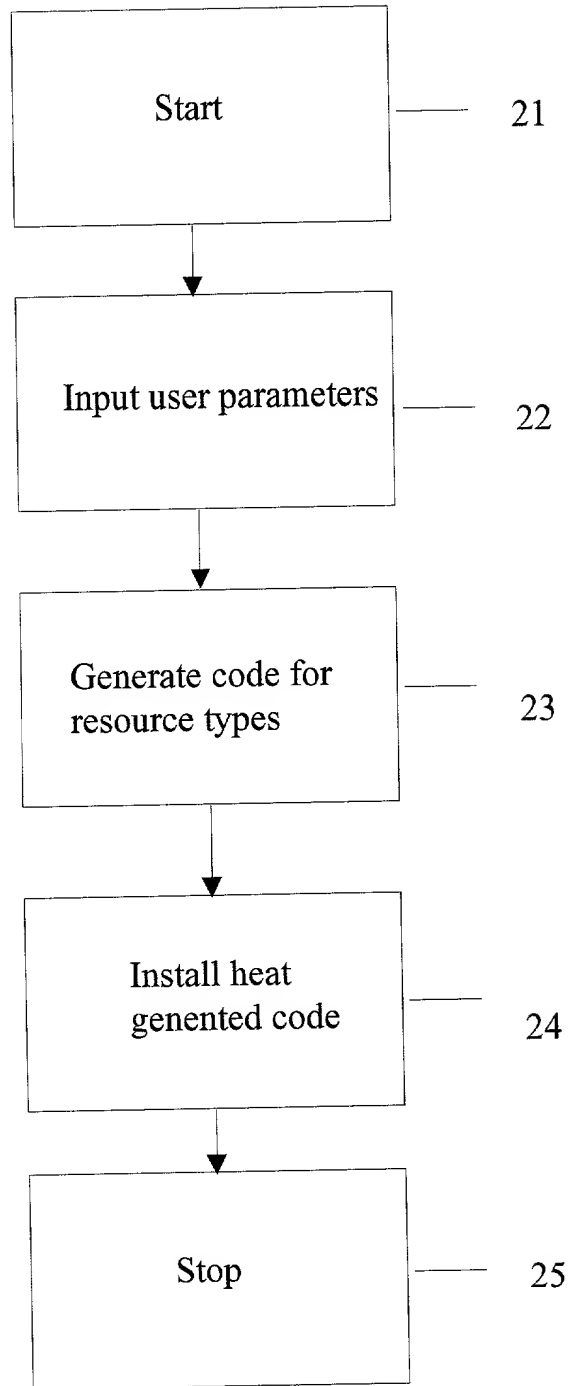 Start
21
Input user parameters
22
Generate code for
resource types
23
Install heat
genented code
24
Stop
25